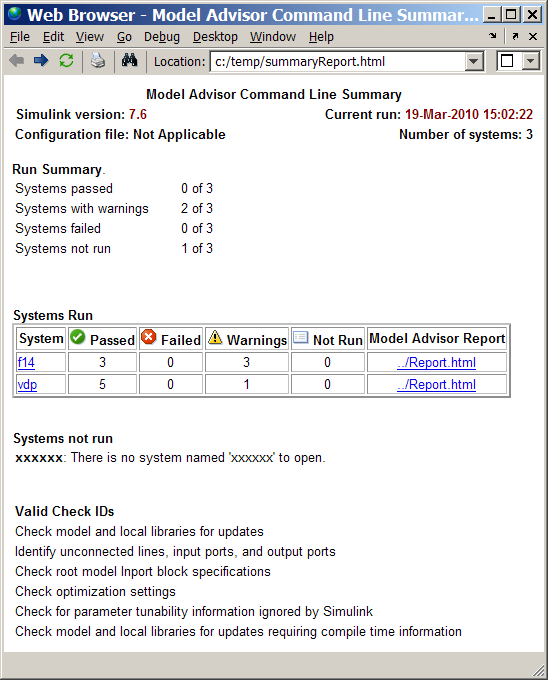 Web Browser - Model Advisor Command Line Summar...
File Edit View Go Debug Desktop Window Help
Location: c:/temp/summaryReport.html
Model Advisor Command Line Summary
Simulink version: 7.6 Current run: 19-Mar-2010 15:02:22
Configuration file: Not Applicable Number of systems: 3
Run Summary.
Systems passed 0 of 3
Systems with warnings 2 of 3
Systems failed 0 of 3
Systems not run 1 of 3
Systems Run
System Passed Failed Warnings Not Run Model Advisor Report
f14 3 0 3 0 ../Report.html
vdp 5 0 1 0 ../Report.html
Systems not run
xxxxxx: There is no system named 'xxxxxx' to open.
Valid Check IDs
Check model and local libraries for updates
Identify unconnected lines, input ports, and output ports
Check root model Inport block specifications
Check optimization settings
Check for parameter tunability information ignored by Simulink
Check model and local libraries for updates requiring compile time information